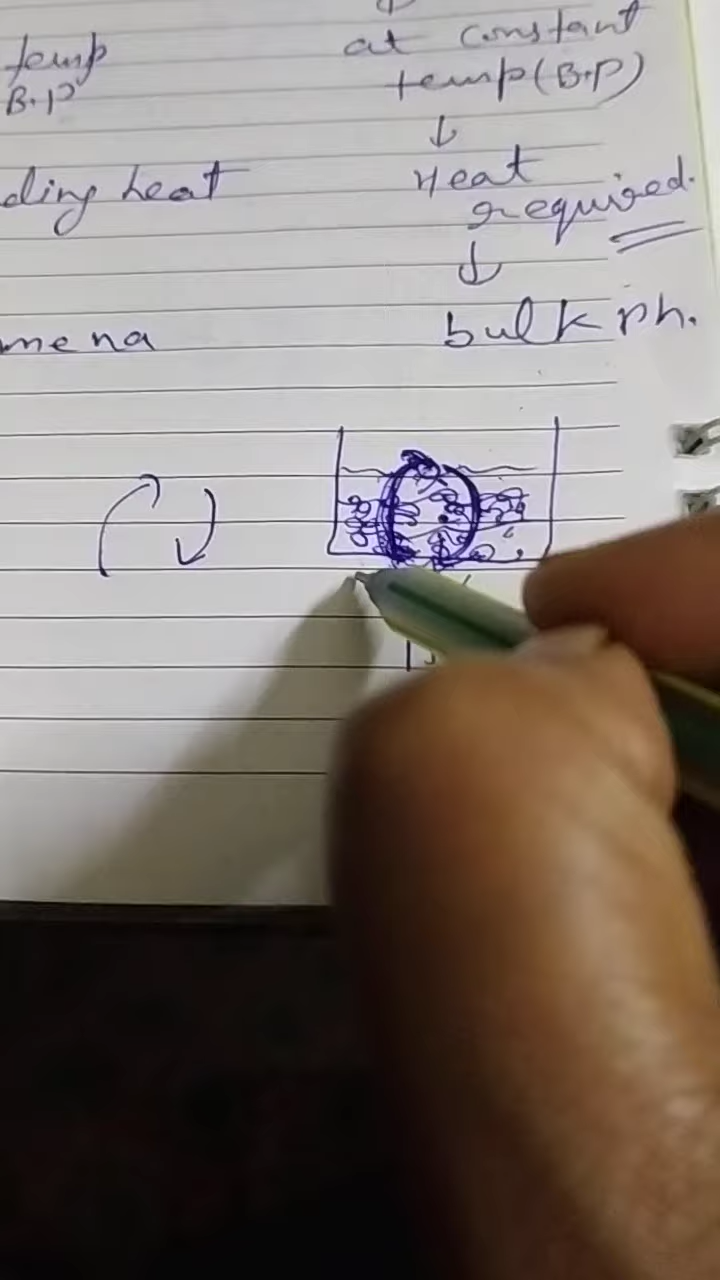 temp
B.P
ding heat
mena
at constant
temp(B.P)
Heat
required.
bulk ph.